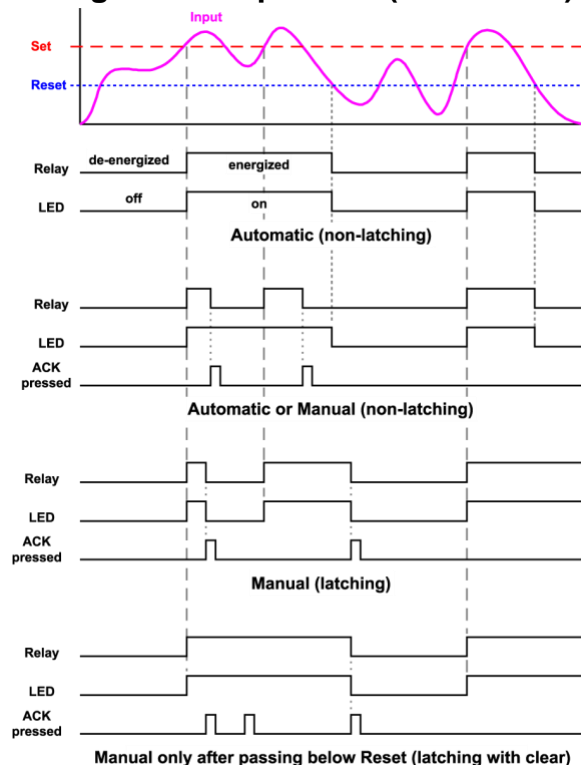 Input
Set
Reset
de-energized energized
Relay
off on
LED
Automatic (non-latching)
Relay
LED
ACK
pressed
Automatic or Manual (non-latching)
Relay
LED
ACK
pressed
Manual (latching)
Relay
LED
ACK
pressed
Manual only after passing below Reset (latching with clear)